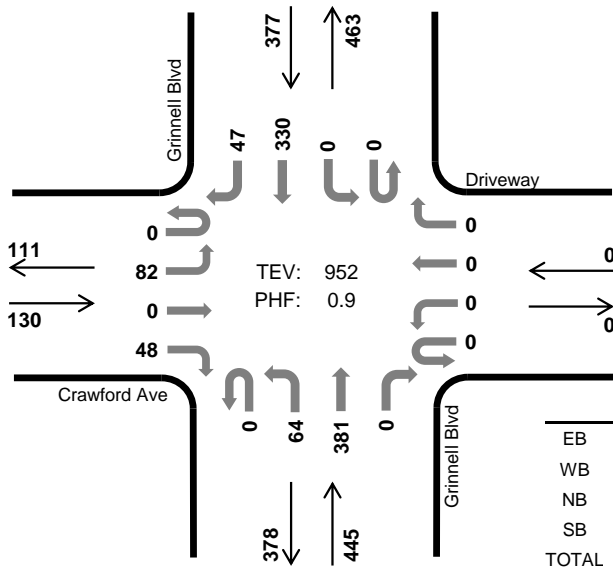 377
463
Grinnell Blvd
47
330
0
0
Driveway
0
0
111
82
0
TEV: 952
0
130
0
PHF: 0.9
0
0
48
0
Crawford Ave
0
64
381
0
Grinnell Blvd
378
445
EB
WB
NB
SB
TOTAL